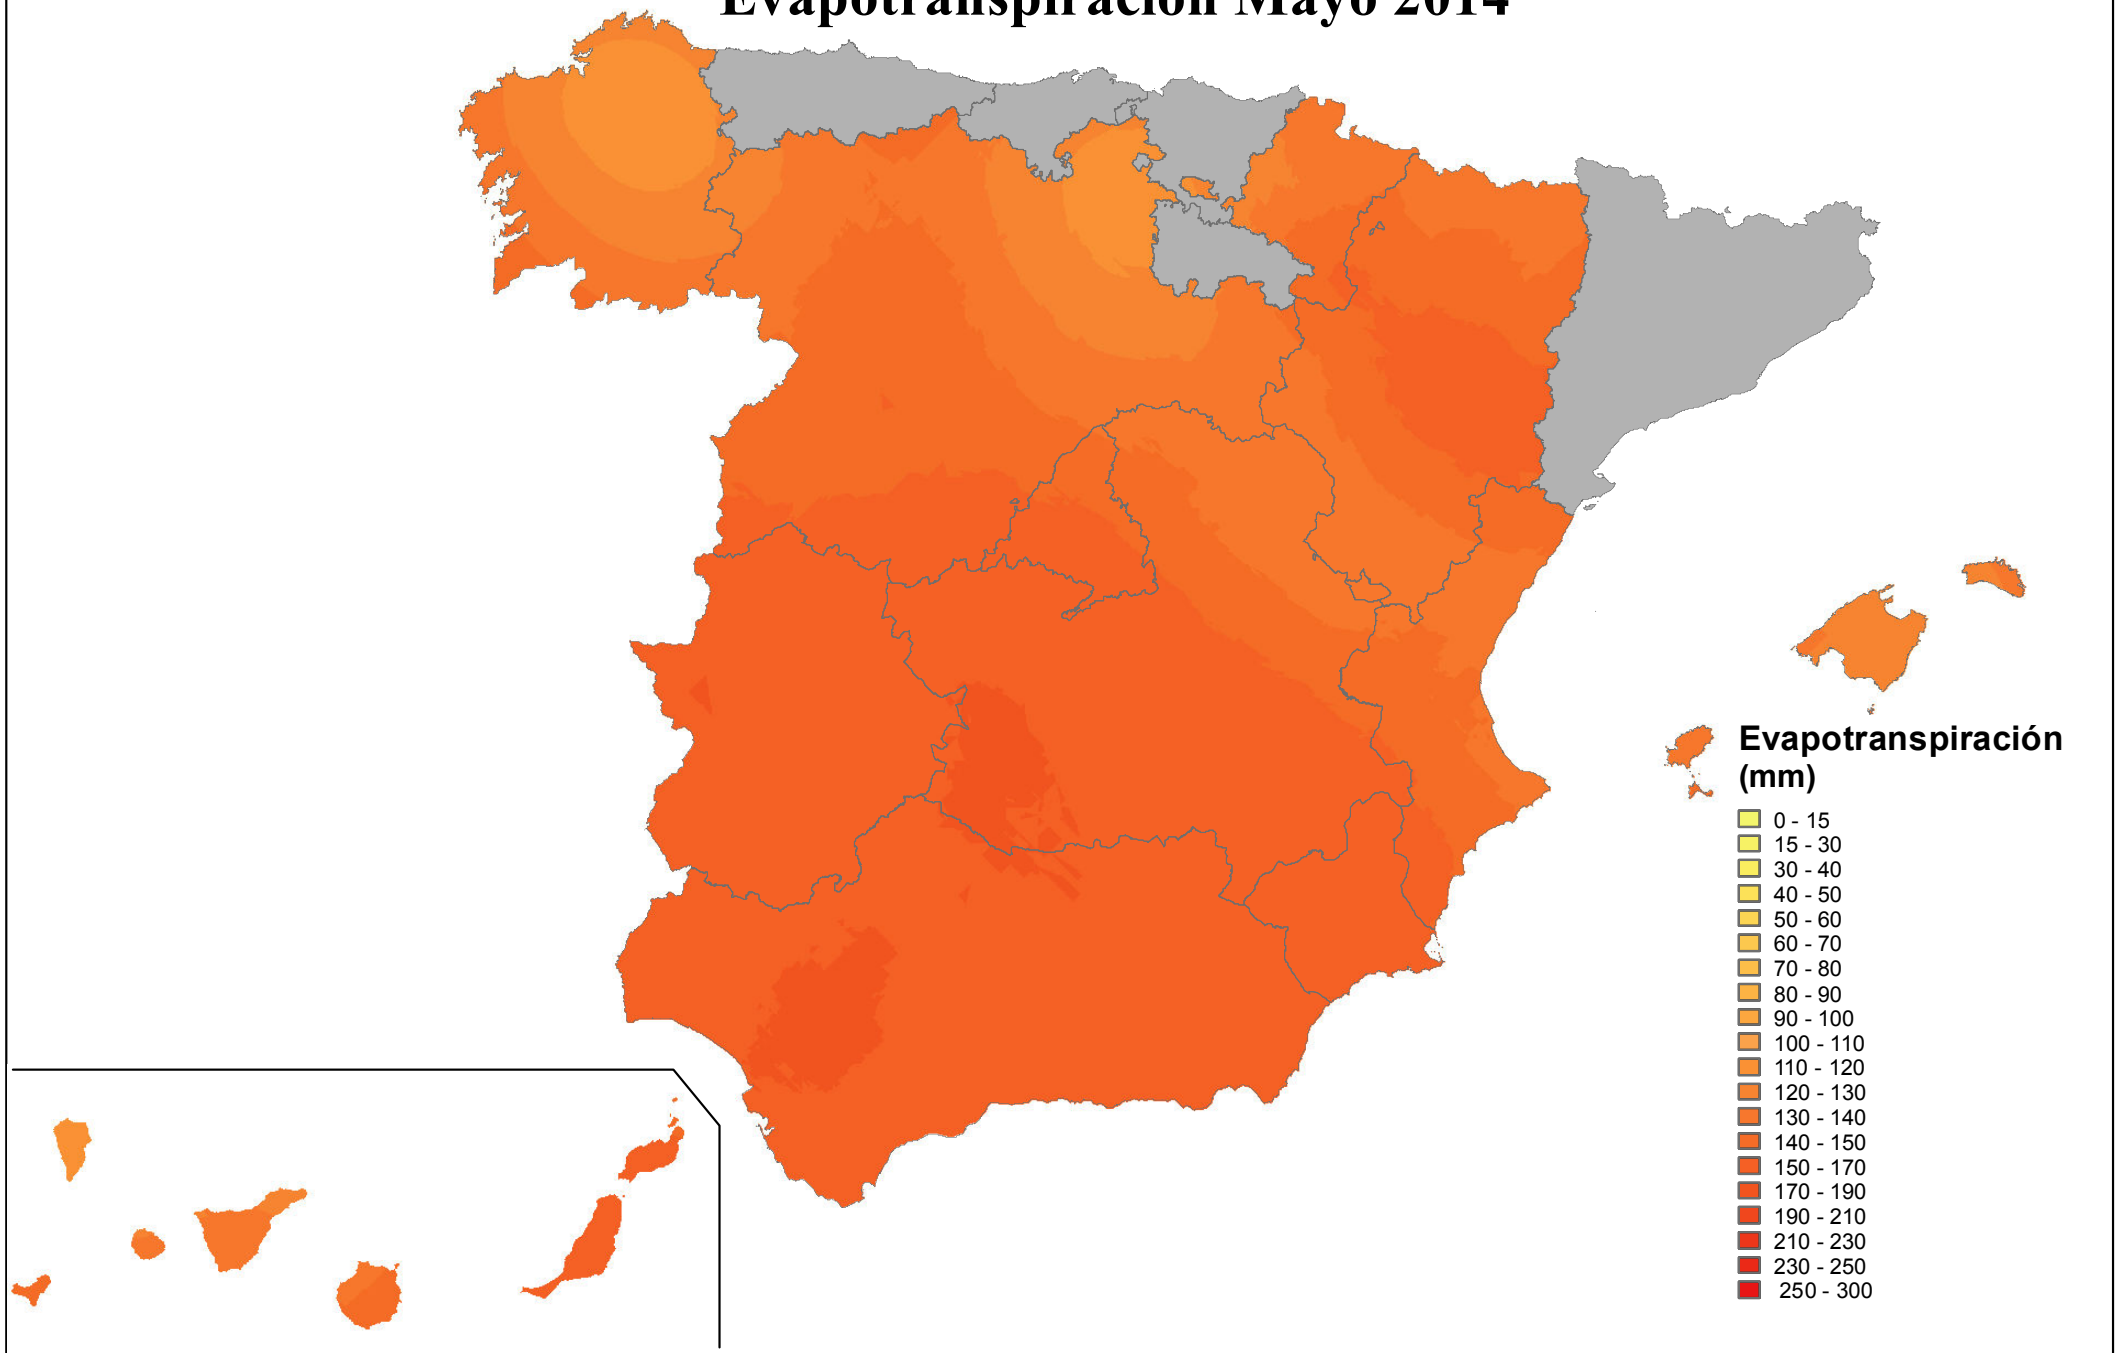 Evapotranspiración Mayo 2014
Evapotranspiración
(mm)
0 - 15
15 - 30
30 - 40
40 - 50
50 - 60
60 - 70
70 - 80
80 - 90
90 - 100
100 - 110
110 - 120
120 - 130
130 - 140
140 - 150
150 - 170
170 - 190
190 - 210
210 - 230
230 - 250
250 - 300